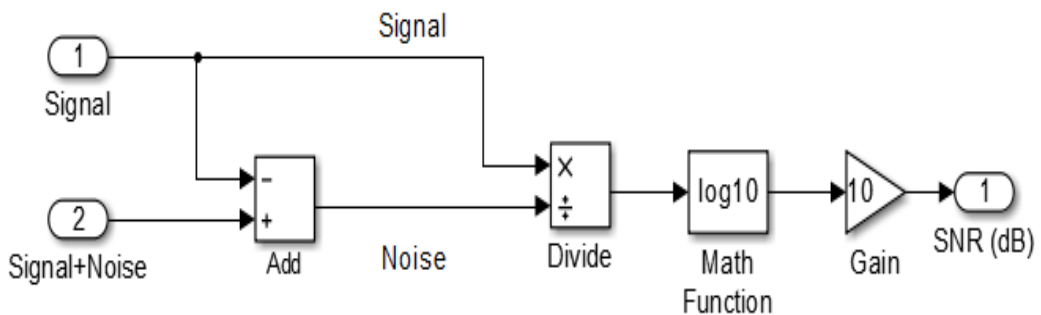 Signal
1
Signal
2
Signal+Noise
-
+
Add
Noise
×
÷
Divide
log10
Math
Function
10
Gain
1
SNR (dB)